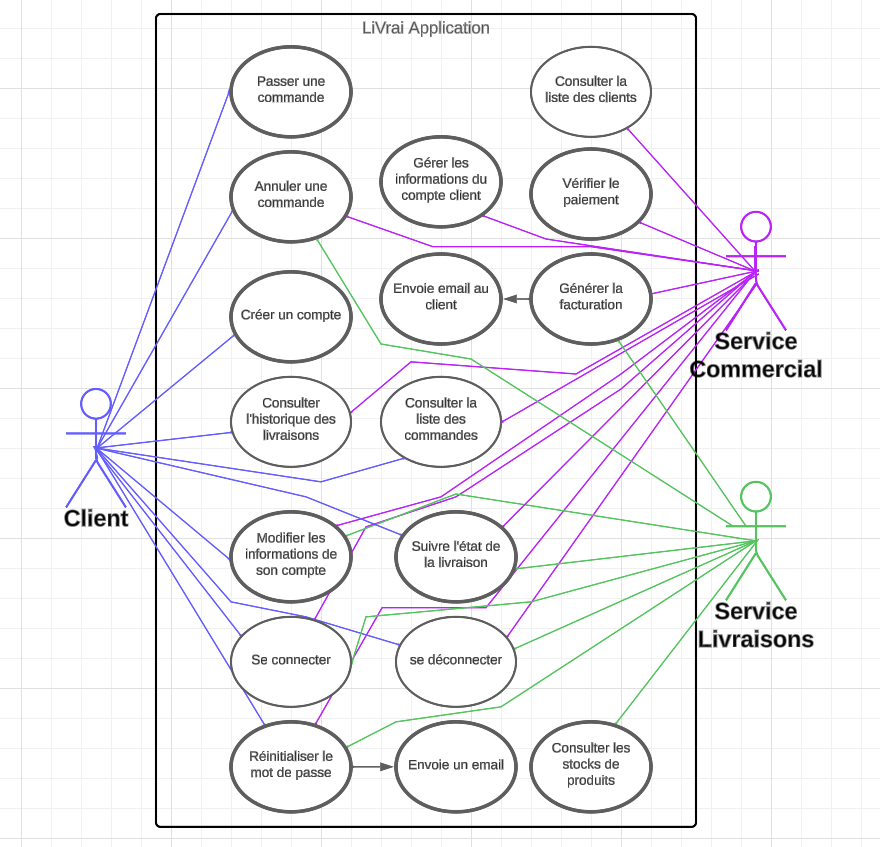 LiVrai Application
Passer une
commande
Consulter la
liste des clients
Annuler une
commande
Gérer les
informations du
compte client
Vérifier le
paiement
Créer un compte
Envoie email au
client
Générer la
facturation
Service
Commercial
Consulter
l'historique des
livraisons
Consulter la
liste des
commandes
Client
Modifier les
informations de
son compte
Suivre l'état de
la livraison
Service
Livraisons
Se connecter
se déconnecter
Réinitialiser le
mot de passe
Envoie un email
Consulter les
stocks de
produits